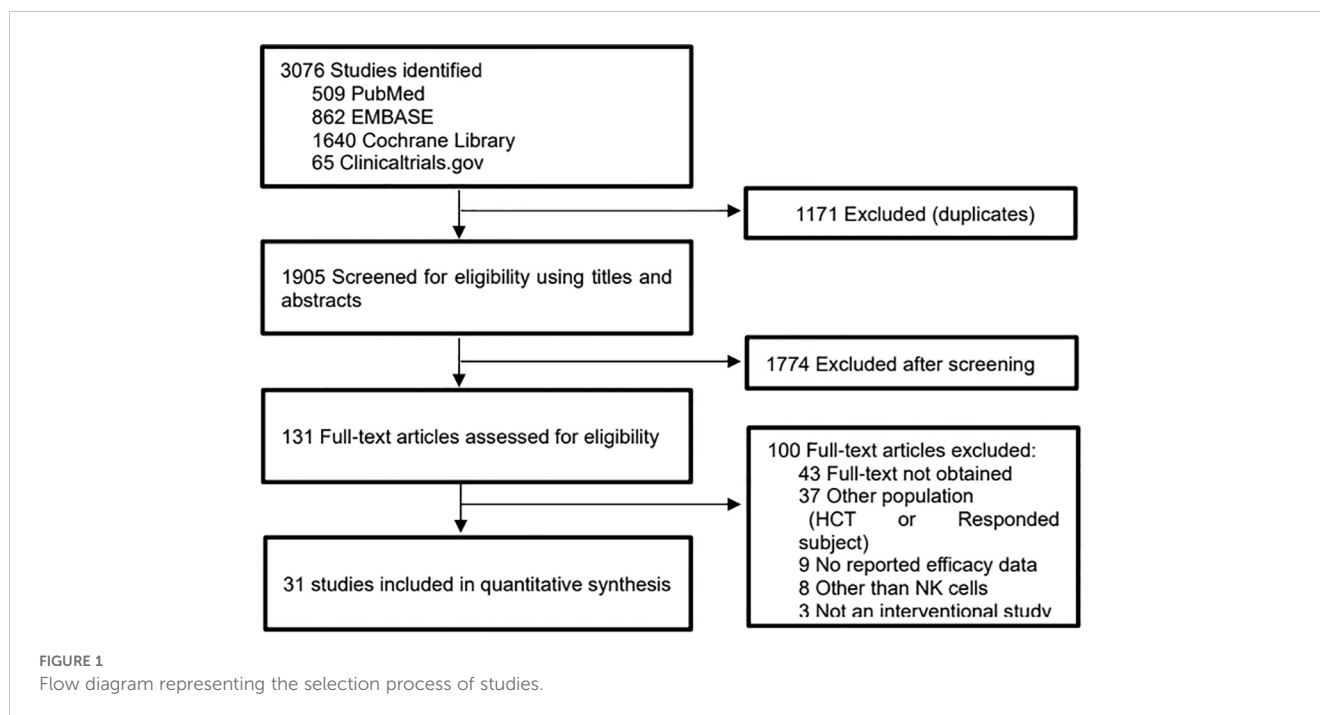 3076 Studies identified
509 PubMed
862 EMBASE
1640 Cochrane Library
65 Clinicaltrials.gov
1171 Excluded (duplicates)
1905 Screened for eligibility using titles and
abstracts
1774 Excluded after screening
131 Full-text articles assessed for eligibility
100 Full-text articles excluded:
43 Full-text not obtained
37 Other population
(HCT or Responded
subject)
9 No reported efficacy data
8 Other than NK cells
3 Not an interventional study
31 studies included in quantitative synthesis
FIGURE 1
Flow diagram representing the selection process of studies.